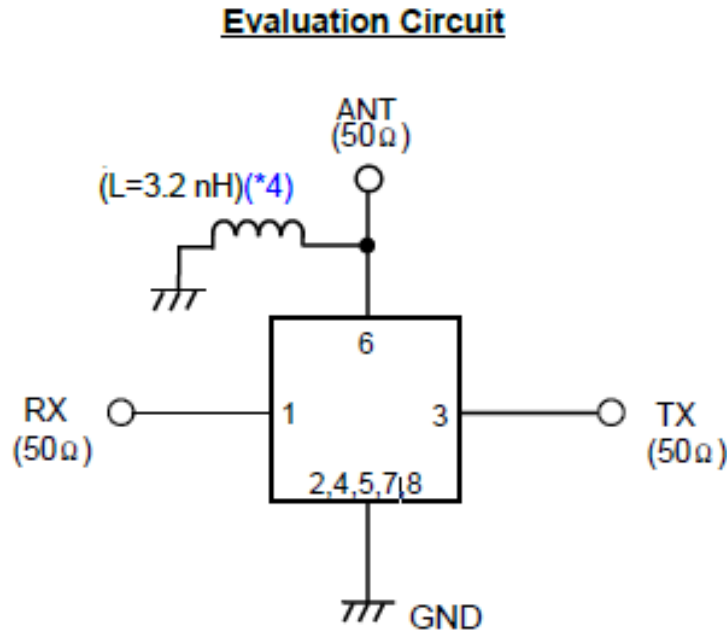 Evaluation Circuit
ANT
(50Ω)
(L=3.2 nH)(*4)
6
RX
(50Ω)
1
3
TX
(50Ω)
2,4,5,7,8
GND